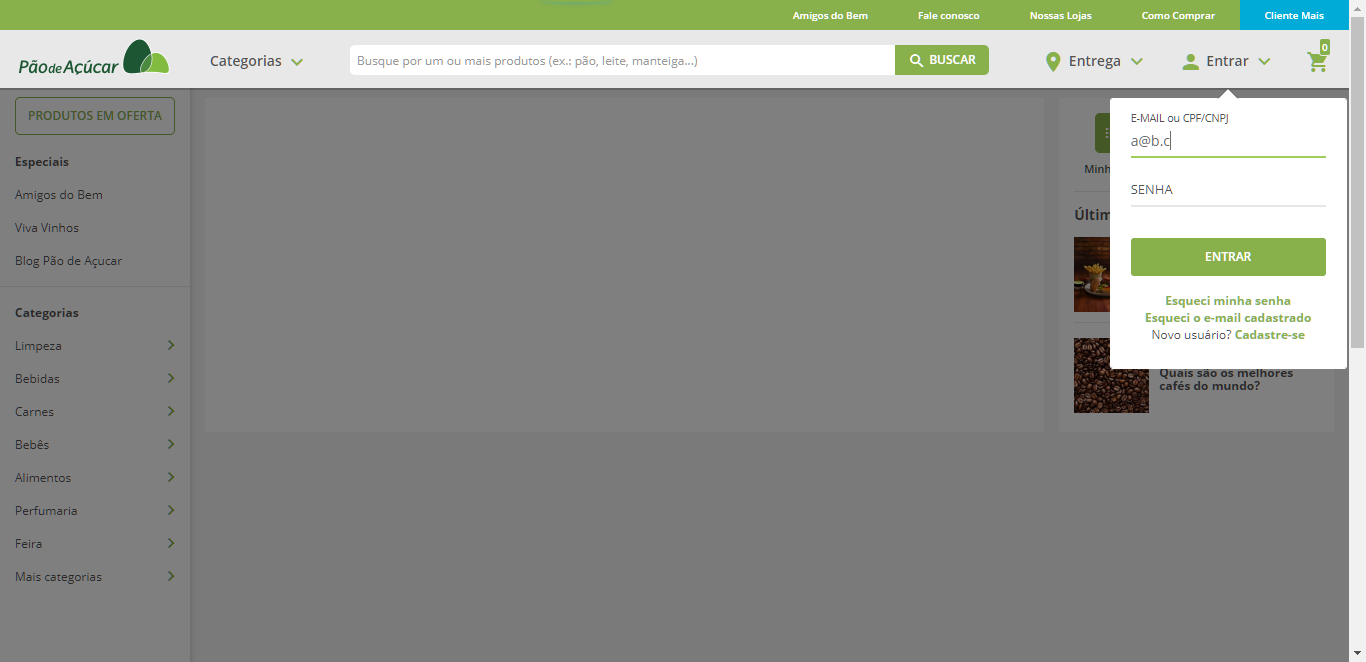 Amigos do Bem
Fale conosco
Nossas Lojas
Como Comprar
Cliente Mais
Pão de Açúcar
Categorias
Busque por um ou mais produtos (ex.: pão, leite, manteiga...)
BUSCAR
Entrega
Entrar
0
PRODUTOS EM OFERTA
Especiais
Amigos do Bem
Viva Vinhos
Blog Pão de Açucar
Categorias
Limpeza
Bebidas
Carnes
Bebês
Alimentos
Perfumaria
Feira
Mais categorias
E-MAIL ou CPF/CNPJ
a@b.c
SENHA
ENTRAR
Esqueci minha senha
Esqueci o e-mail cadastrado
Novo usuário? Cadastre-se
Minh
Últim
Quais são os melhores
cafés do mundo?